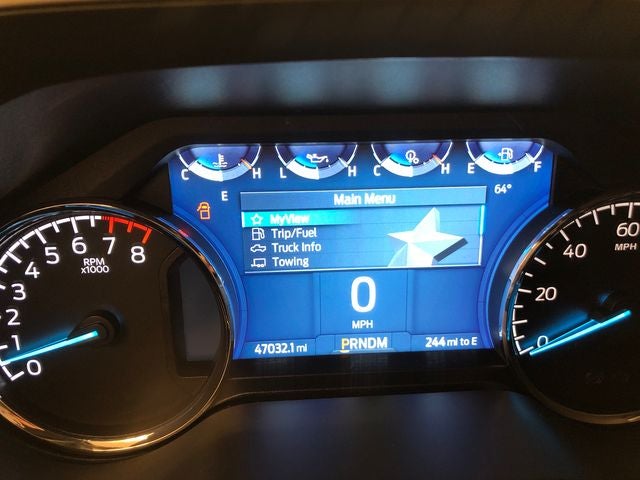 C H L H C H E F
E
64°
Main Menu
MyView
Trip/Fuel
Truck Info
Towing
0
MPH
47032.1 mi PRNDM 244 mi to E
0 1 2 3 4 5 6 7 8
RPM
x1000
0 20 40 60
MPH